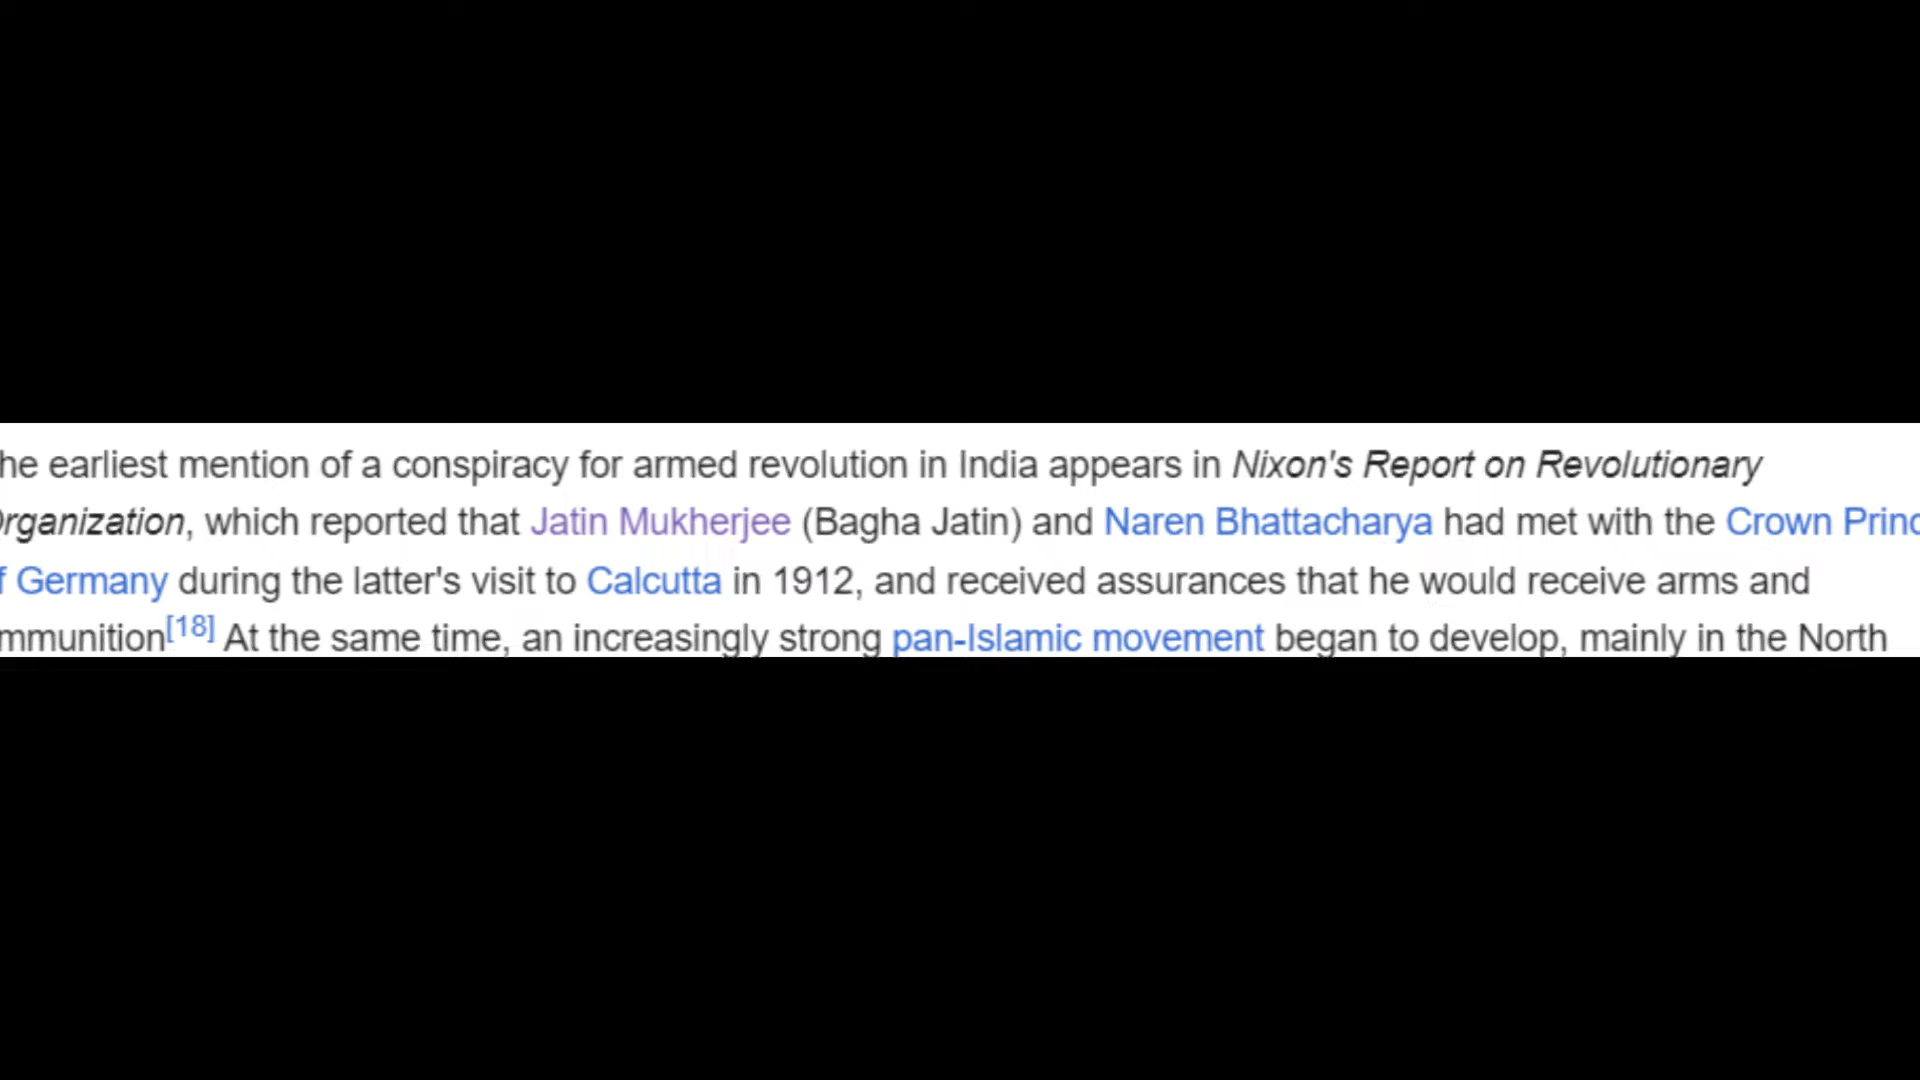 he earliest mention of a conspiracy for armed revolution in India appears in Nixon's Report on Revolutionary
rganization, which reported that Jatin Mukherjee (Bagha Jatin) and Naren Bhattacharya had met with the Crown Princ
f Germany during the latter's visit to Calcutta in 1912, and received assurances that he would receive arms and
mmunition[18] At the same time, an increasingly strong pan-Islamic movement began to develop, mainly in the North